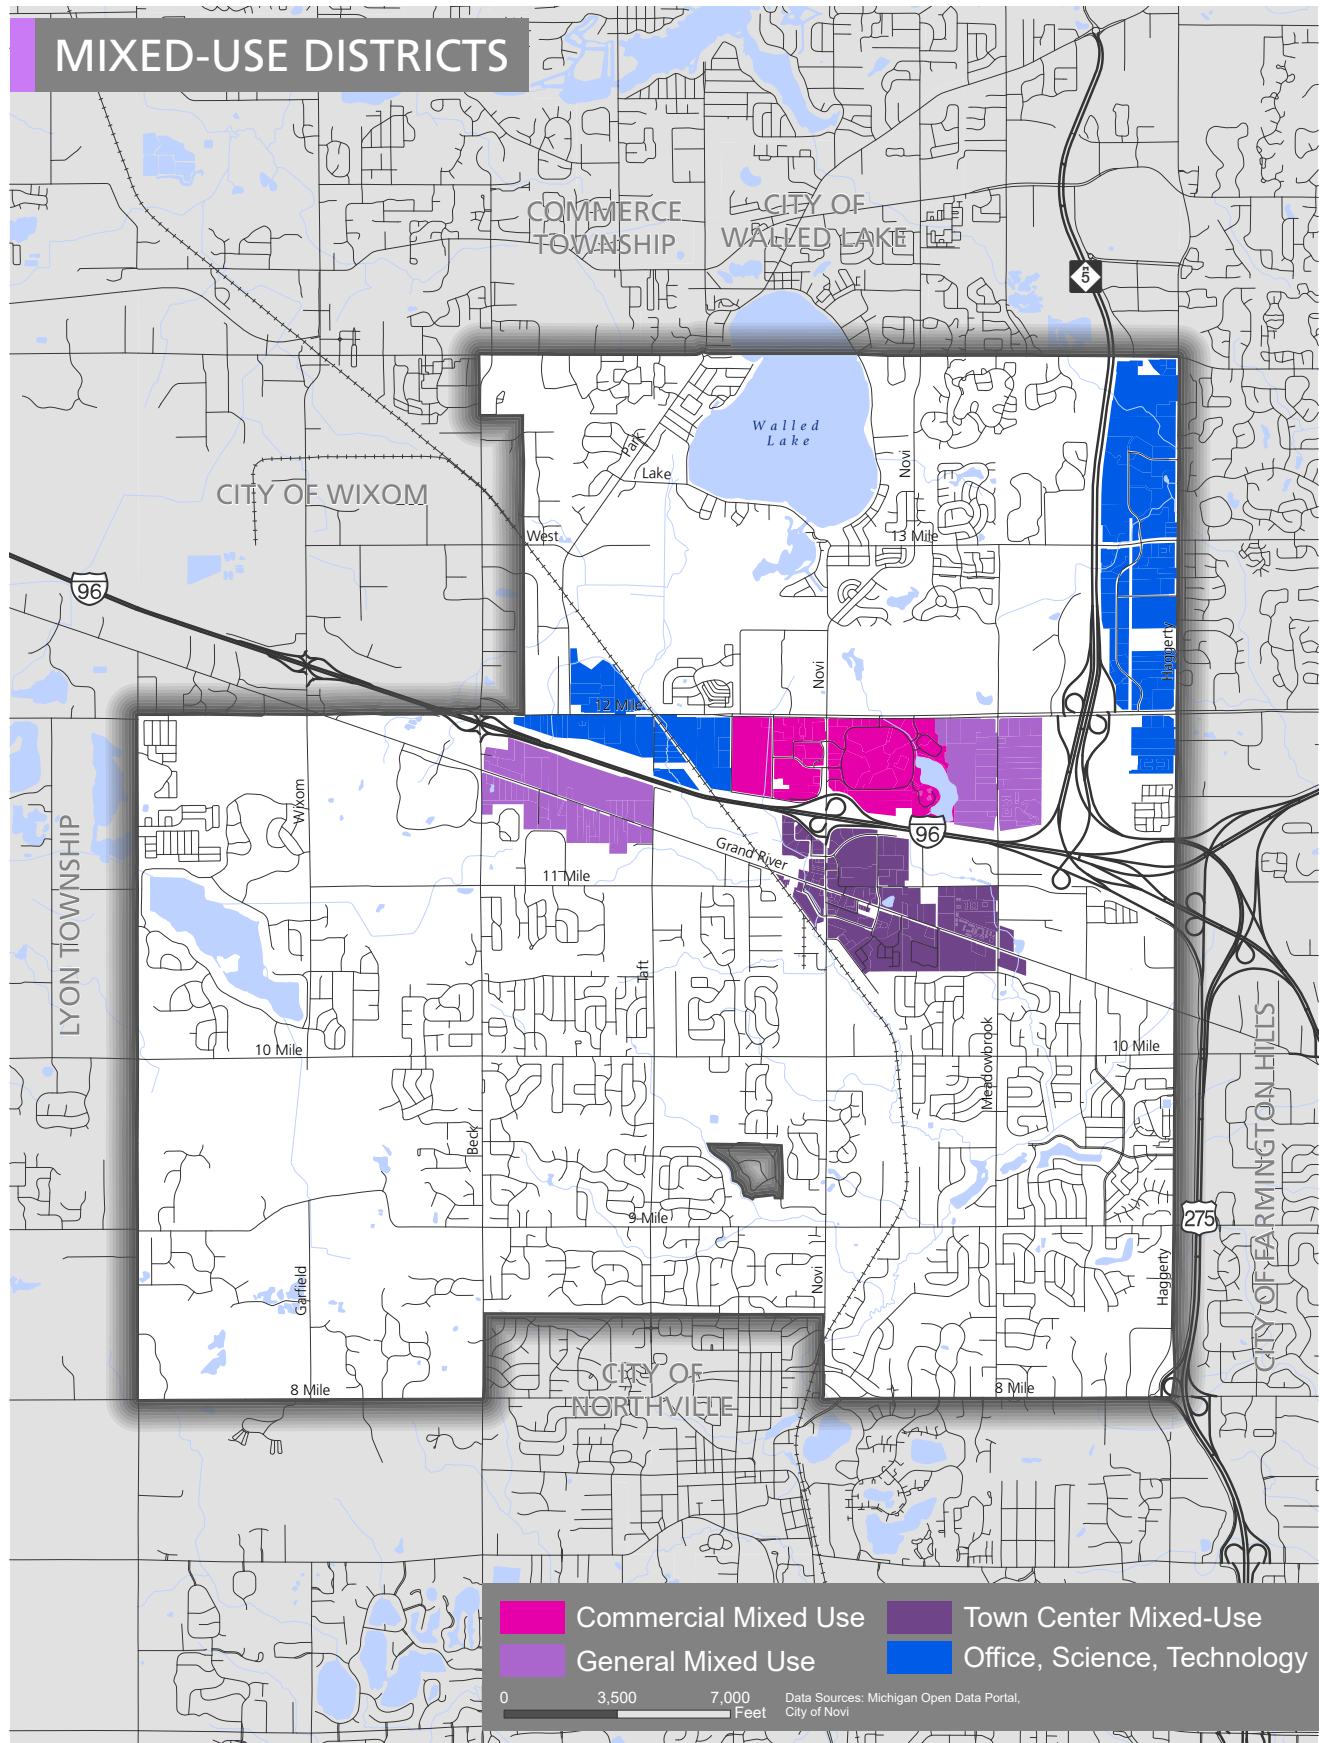 MIXED-USE DISTRICTS
COMMERCE
TOWNSHIP
CITY OF
WALLED LAKE
M
5
Walled
Lake
Park
Lake
Novi
CITY OF WIXOM
West
13 Mile
96
Haggerty
Novi
12 Mile
Wixom
96
Grand River
11 Mile
LYON TOWNSHIP
Taft
10 Mile
Meadowbrook
10 Mile
CITY OF FARMINGTON HILLS
Beck
275
9 Mile
Garfield
Novi
Haggerty
CITY OF
NORTHVILLE
8 Mile
8 Mile
Commercial Mixed Use
General Mixed Use
Town Center Mixed-Use
Office, Science, Technology
0 3,500 7,000
Feet
Data Sources: Michigan Open Data Portal,
City of Novi